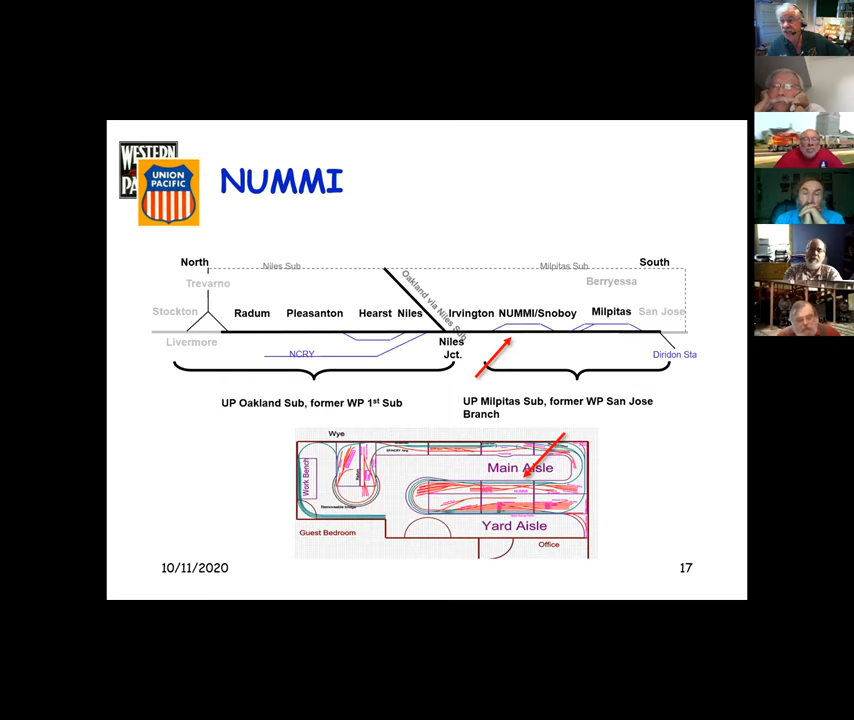 WESTERN
PA
UNION
PACIFIC
NUMMI
North
South
Niles Sub
Milpitas Sub
Trevarno
Berryessa
Oakland via Niles Sub
Stockton
Radum
Pleasanton
Hearst
Niles
Irvington
NUMMI/Snoboy
Milpitas
San Jose
Livermore
Niles
Jct.
NCRY
Diridon Sta
UP Oakland Sub, former WP 1st Sub
UP Milpitas Sub, former WP San Jose
Branch
Wye
Work Bench
Main Aisle
NUMMI
Removeable bridge
Yard Aisle
Guest Bedroom
Office
10/11/2020
17